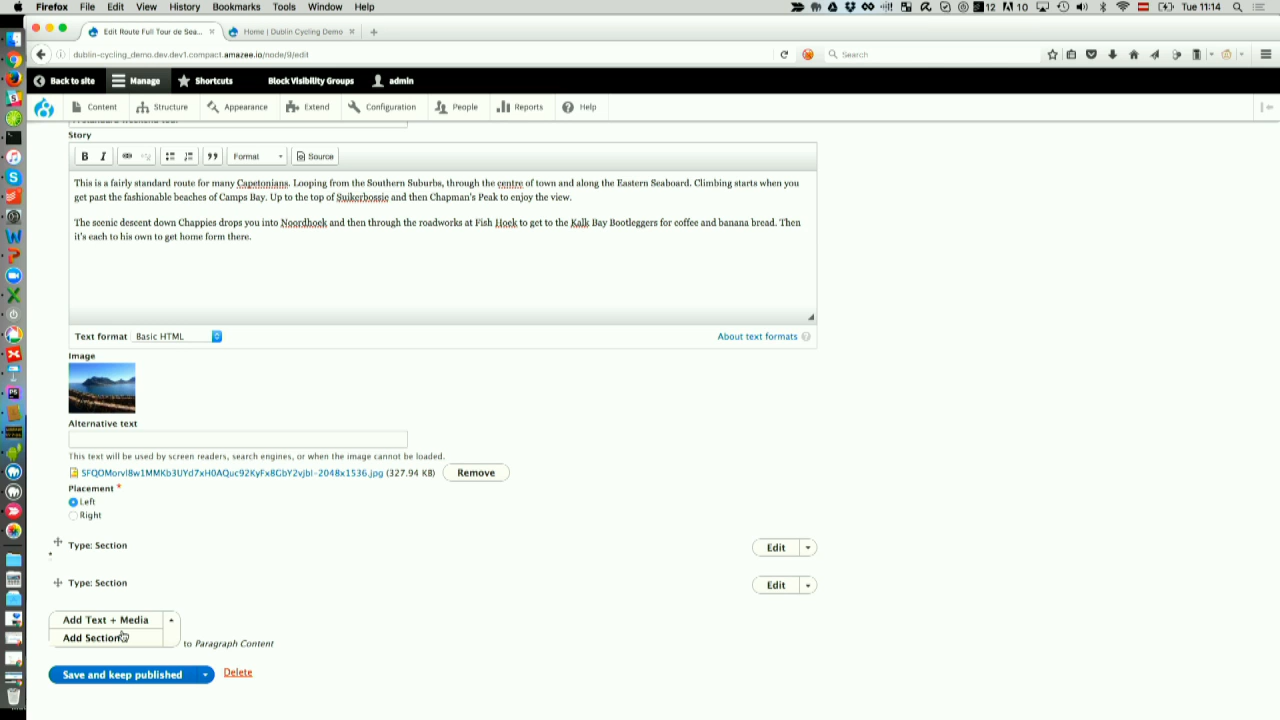 Firefox File Edit View History Bookmarks Tools Window Help 12 10 Tue 11:14
Edit Route Full Tour de Sea... × Home | Dublin Cycling Demo ×
dublin-cycling_demo.dev.dev1.compact.amazee.io/node/9/edit Search
Back to site Manage Shortcuts Block Visibility Groups admin
Content Structure Appearance Extend Configuration People Reports Help
Story
B I Format Source
This is a fairly standard route for many Capetonians. Looping from the Southern Suburbs, through the centre of town and along the Eastern Seaboard. Climbing starts when you
get past the fashionable beaches of Camps Bay. Up to the top of Suikerbossie and then Chapman's Peak to enjoy the view.
The scenic descent down Chappies drops you into Noordhoek and then through the roadworks at Fish Hoek to get to the Kalk Bay Bootleggers for coffee and banana bread. Then
it's each to his own to get home form there.
Text format Basic HTML About text formats ?
Image
Alternative text
This text will be used by screen readers, search engines, or when the image cannot be loaded.
(327.94 KB) Remove
Placement *
Left
Right
Type: Section Edit
Type: Section Edit
Add Text + Media
Add Section
to Paragraph Content
Save and keep published Delete